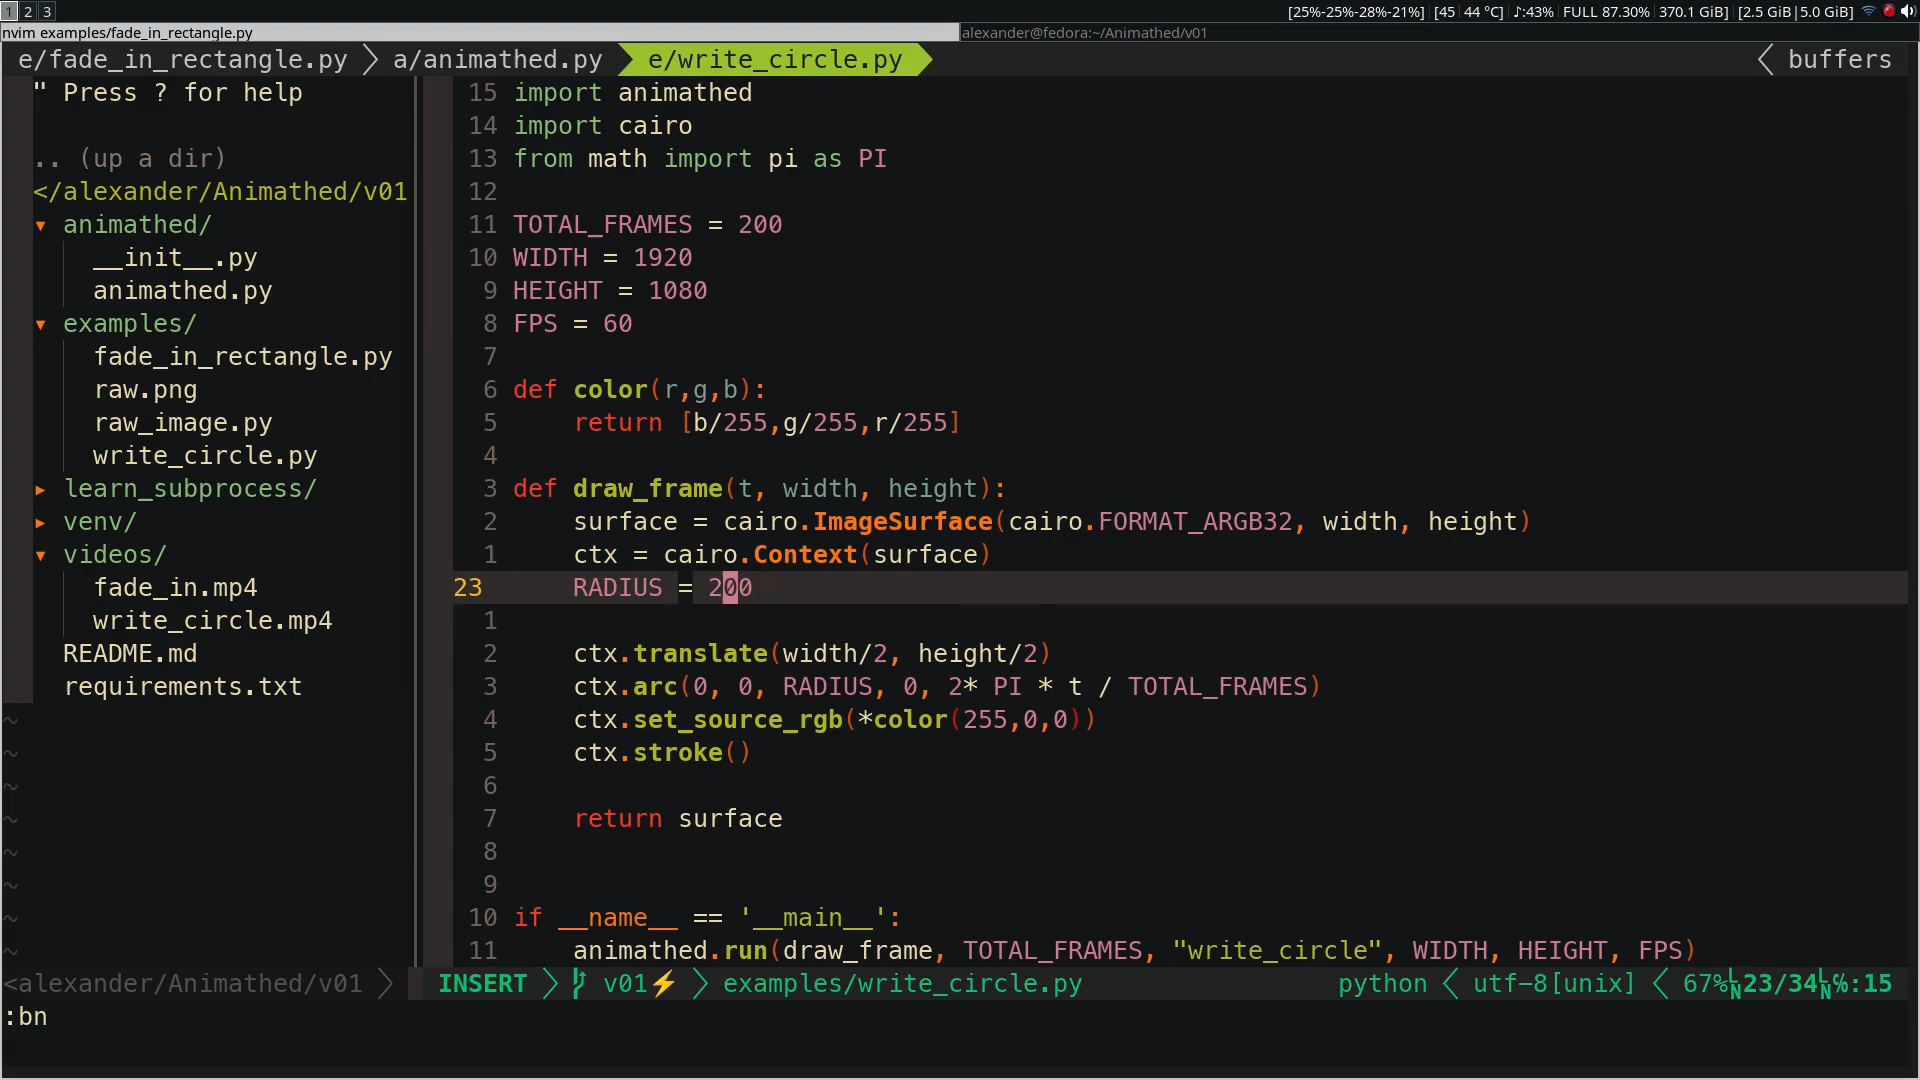 1 2 3 [25%-25%-28%-21%] [45 44 °C] ♪:43% FULL 87.30% 370.1 GiB] [2.5 GiB|5.0 GiB]
nvim examples/fade_in_rectangle.py alexander@fedora:~/Animathed/v01
e/fade_in_rectangle.py a/animathed.py e/write_circle.py buffers
" Press ? for help
.. (up a dir)
</alexander/Animathed/v01
▾ animathed/
__init__.py
animathed.py
▾ examples/
fade_in_rectangle.py
raw.png
raw_image.py
write_circle.py
▸ learn_subprocess/
▸ venv/
▾ videos/
fade_in.mp4
write_circle.mp4
README.md
requirements.txt
~
~
~
~
~
~
~
~
15 import animathed
14 import cairo
13 from math import pi as PI
12
11 TOTAL_FRAMES = 200
10 WIDTH = 1920
9 HEIGHT = 1080
8 FPS = 60
7
6 def color(r,g,b):
5     return [b/255,g/255,r/255]
4
3 def draw_frame(t, width, height):
2     surface = cairo.ImageSurface(cairo.FORMAT_ARGB32, width, height)
1     ctx = cairo.Context(surface)
23     RADIUS = 200
1
2     ctx.translate(width/2, height/2)
3     ctx.arc(0, 0, RADIUS, 0, 2* PI * t / TOTAL_FRAMES)
4     ctx.set_source_rgb(*color(255,0,0))
5     ctx.stroke()
6
7     return surface
8
9
10 if __name__ == '__main__':
11     animathed.run(draw_frame, TOTAL_FRAMES, "write_circle", WIDTH, HEIGHT, FPS)
<alexander/Animathed/v01 INSERT v01⚡ examples/write_circle.py python utf-8[unix] 67%␤23/34␤℅:15
:bn